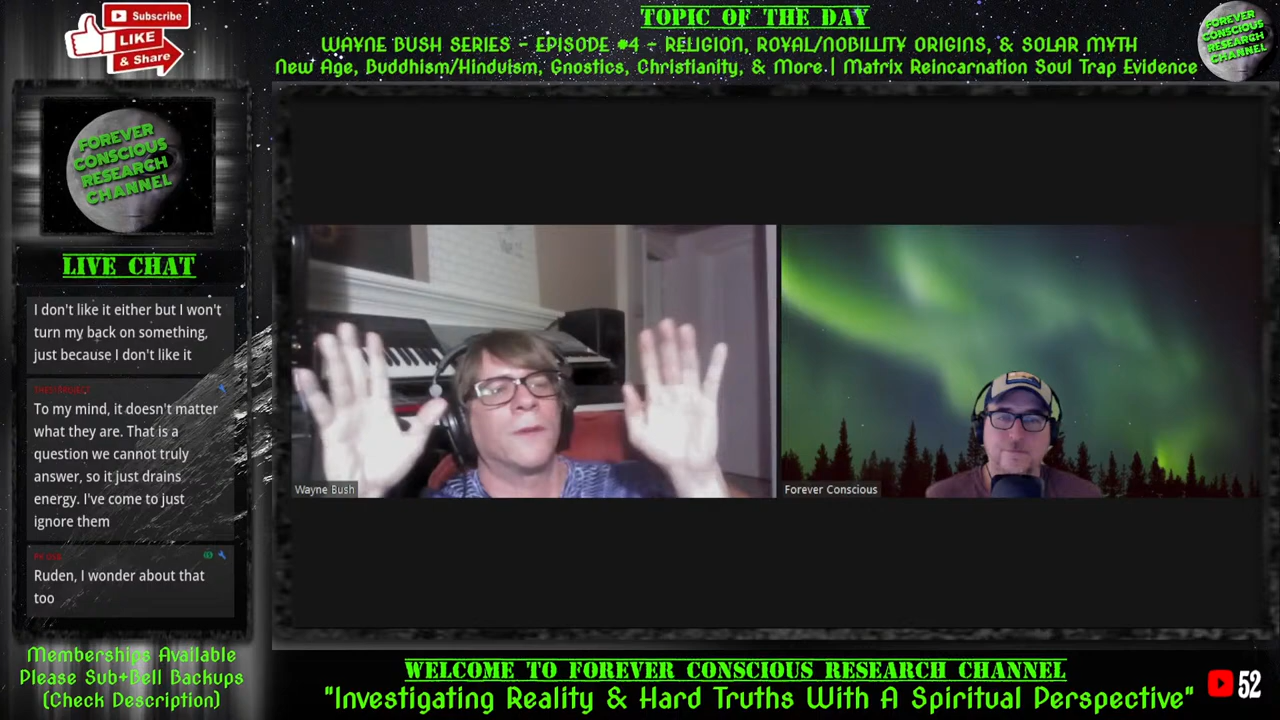 Subscribe
LIKE
& Share
TOPIC OF THE DAY
WAYNE BUSH SERIES - EPISODE #4 - RELIGION, ROYAL/NOBILLITY ORIGINS, & SOLAR MYTH
New Age, Buddhism/Hinduism, Gnostics, Christianity, & More | Matrix Reincarnation Soul Trap Evidence
FOREVER
CONSCIOUS
RESEARCH
CHANNEL
FOREVER
CONSCIOUS
RESEARCH
CHANNEL
LIVE CHAT
I don't like it either but I won't
turn my back on something,
just because I don't like it
To my mind, it doesn't matter
what they are. That is a
question we cannot truly
answer, so it just drains
energy. I've come to just
ignore them
Ruden, I wonder about that
too
Wayne Bush
Forever Conscious
Memberships Available
Please Sub+Bell Backups
(Check Description)
WELCOME TO FOREVER CONSCIOUS RESEARCH CHANNEL
"Investigating Reality & Hard Truths With A Spiritual Perspective"
52